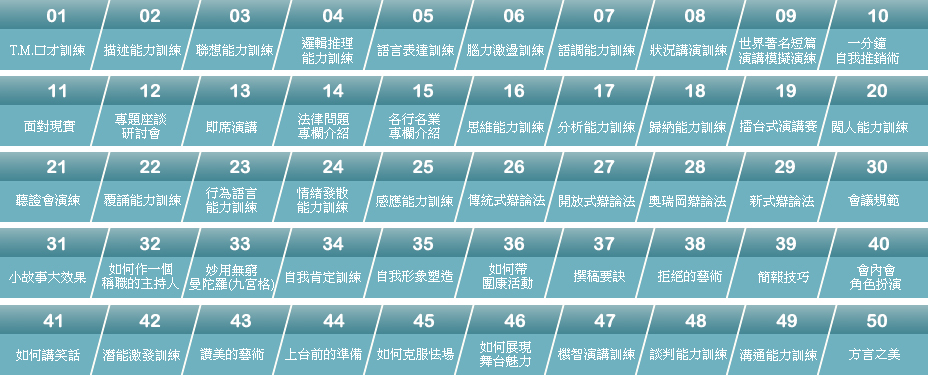 01 02 03 04 05 06 07 08 09 10
T.M.口才訓練 描述能力訓練 聯想能力訓練 邏輯推理 能力訓練 語言表達訓練 腦力激盪訓練 語調能力訓練 狀況講演訓練 世界著名短篇 演講模擬演練 一分鐘 自我推銷術
11 12 13 14 15 16 17 18 19 20
面對現實 專題座談 研討會 即席演講 法律問題 專欄介紹 各行各業 專欄介紹 思維能力訓練 分析能力訓練 歸納能力訓練 擂台式演講賽 閱人能力訓練
21 22 23 24 25 26 27 28 29 30
聽證會演練 覆誦能力訓練 行為語言 能力訓練 情緒發散 能力訓練 感應能力訓練 傳統式辯論法 開放式辯論法 奧瑞岡辯論法 新式辯論法 會議規範
31 32 33 34 35 36 37 38 39 40
小故事大效果 如何作一個 稱職的主持人 妙用無窮 曼陀羅(九宮格) 自我肯定訓練 自我形象塑造 如何帶 團康活動 撰稿要訣 拒絕的藝術 簡報技巧 會內會 角色扮演
41 42 43 44 45 46 47 48 49 50
如何講笑話 潛能激發訓練 讚美的藝術 上台前的準備 如何克服怯場 如何展現 舞台魅力 機智演講訓練 談判能力訓練 溝通能力訓練 方言之美